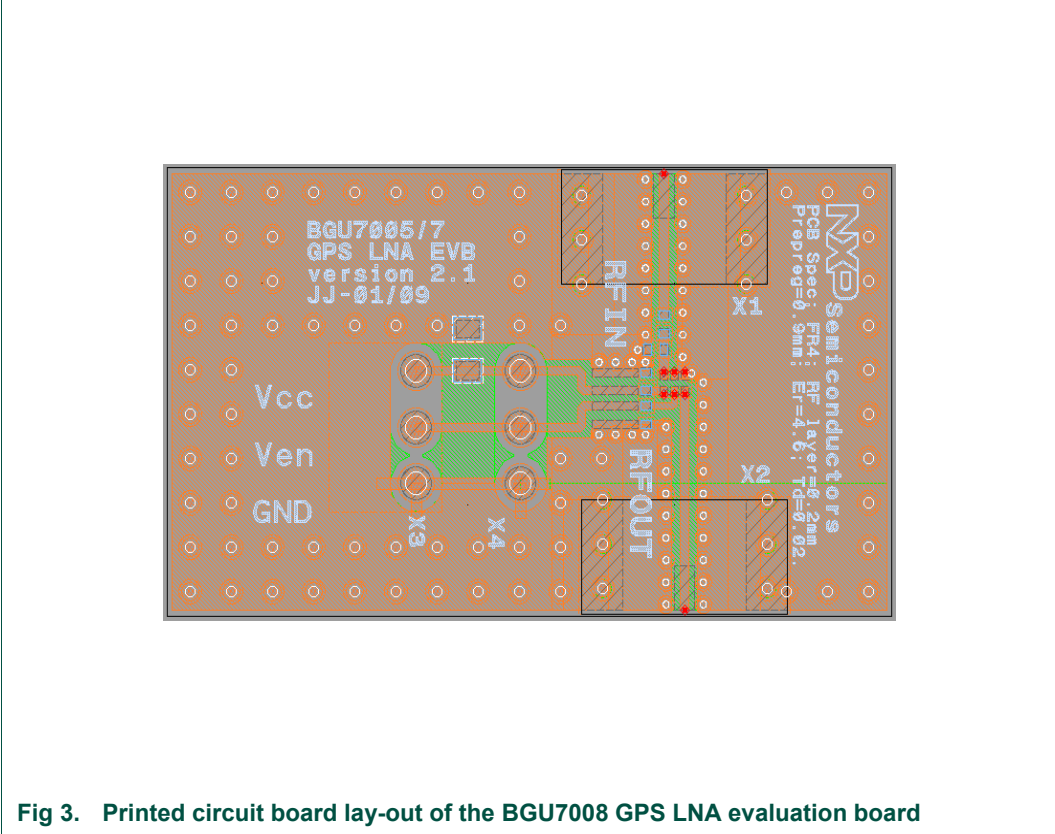 BGU7005/7
GPS LNA EVB
version 2.1
JJ-01/09
RFIN
X1
NXP Semiconductors
PCB Spec: FR4; RF layer=0.2mm
Prepreg=0.9mm; Er=4.6; Td=0.02.
Vcc
Ven
GND
X3
X4
RFOUT
X2
Fig 3. Printed circuit board lay-out of the BGU7008 GPS LNA evaluation board